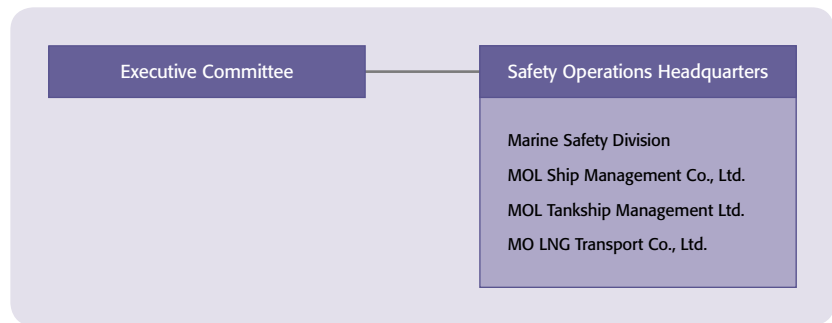 Executive Committee
Safety Operations Headquarters
Marine Safety Division
MOL Ship Management Co., Ltd.
MOL Tankship Management Ltd.
MO LNG Transport Co., Ltd.